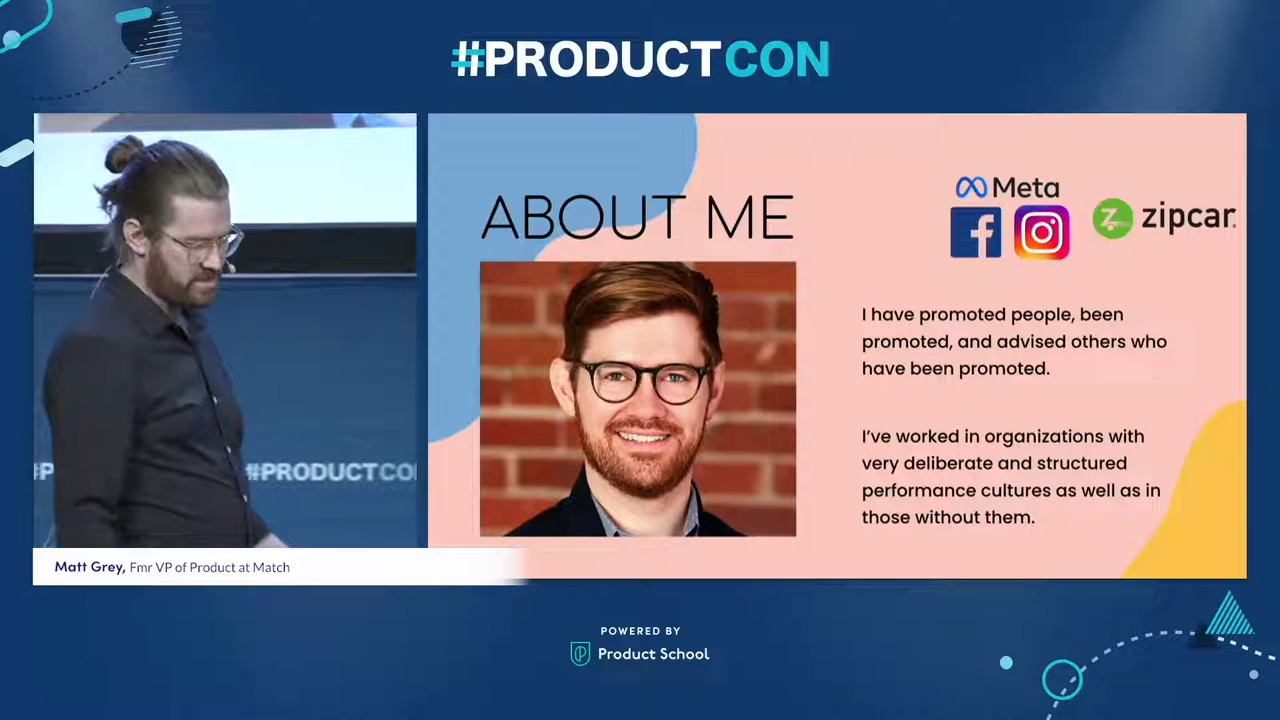 #PRODUCTCON
ABOUT ME
Meta
zipcar.
I have promoted people, been
promoted, and advised others who
have been promoted.
I’ve worked in organizations with
very deliberate and structured
performance cultures as well as in
those without them.
#P
#PRODUCTCO
Matt Grey, Fmr VP of Product at Match
POWERED BY
Product School